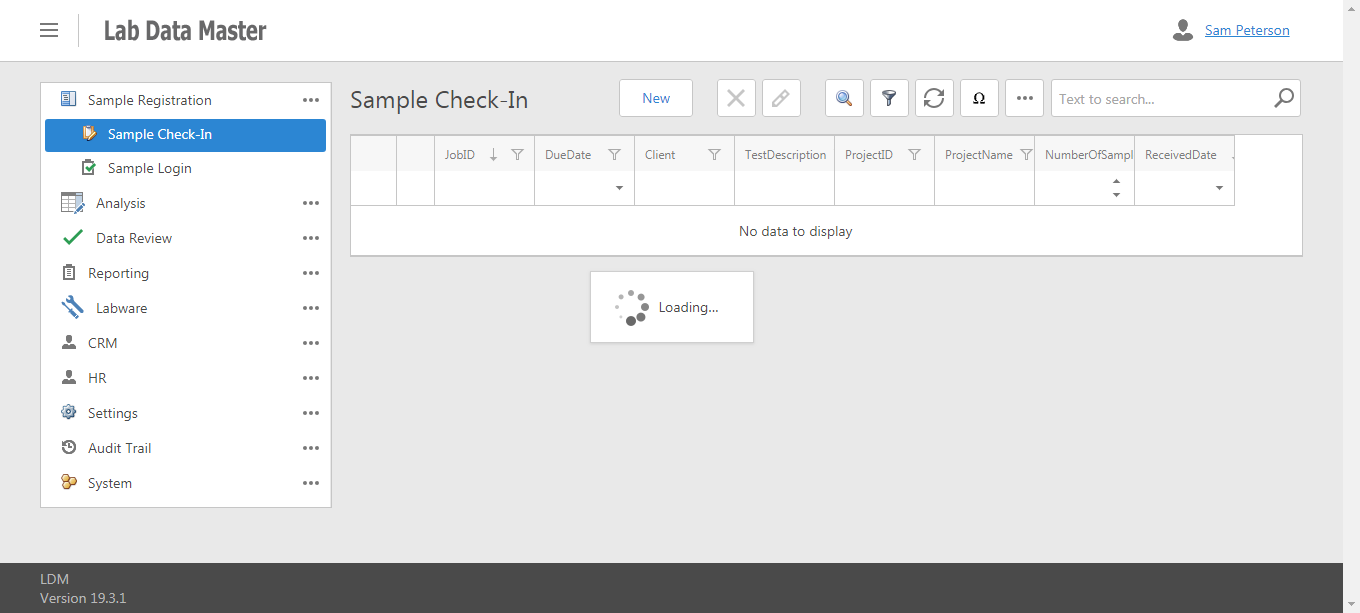 Lab Data Master
Sam Peterson
Sample Registration
Sample Check-In
Sample Login
Analysis
Data Review
Reporting
Labware
CRM
HR
Settings
Audit Trail
System
Sample Check-In
New
Ω
Text to search...
JobID
DueDate
Client
TestDescription
ProjectID
ProjectName
NumberOfSampl
ReceivedDate
No data to display
Loading...
LDM
Version 19.3.1